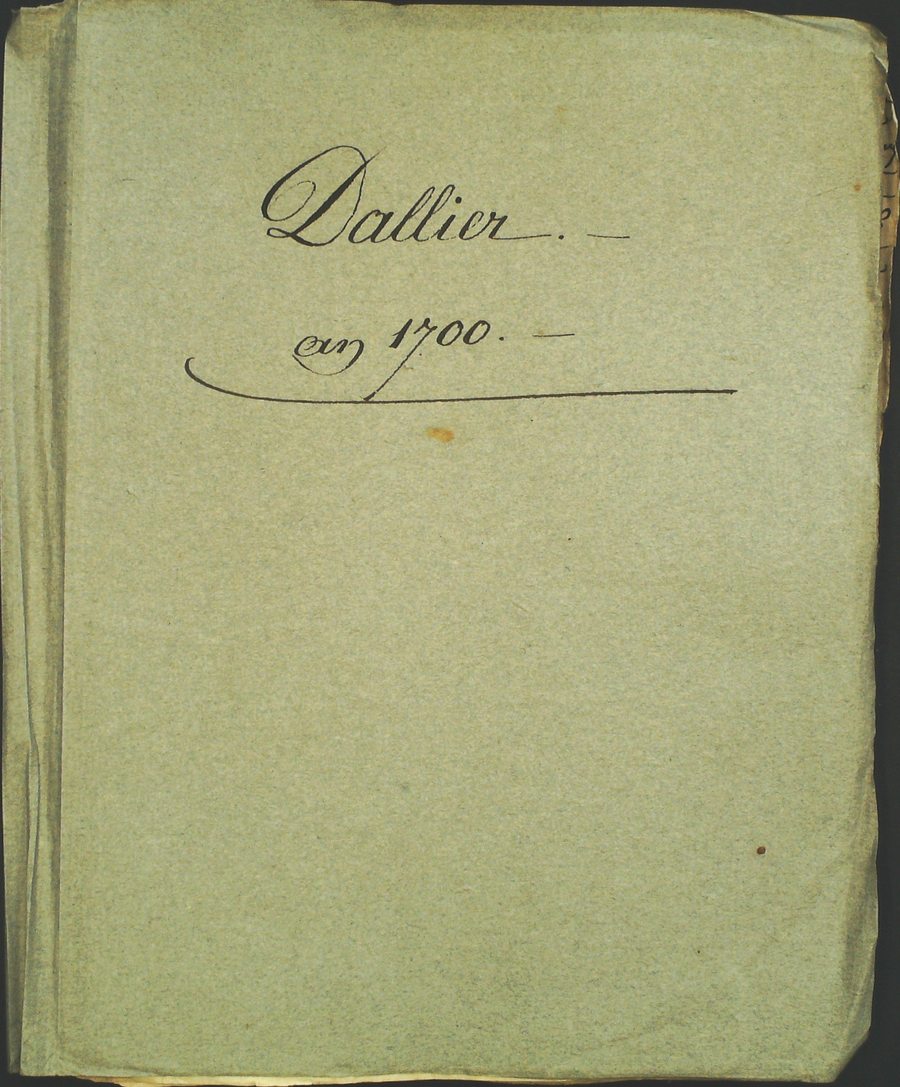 Dallier. —
an 1700. —